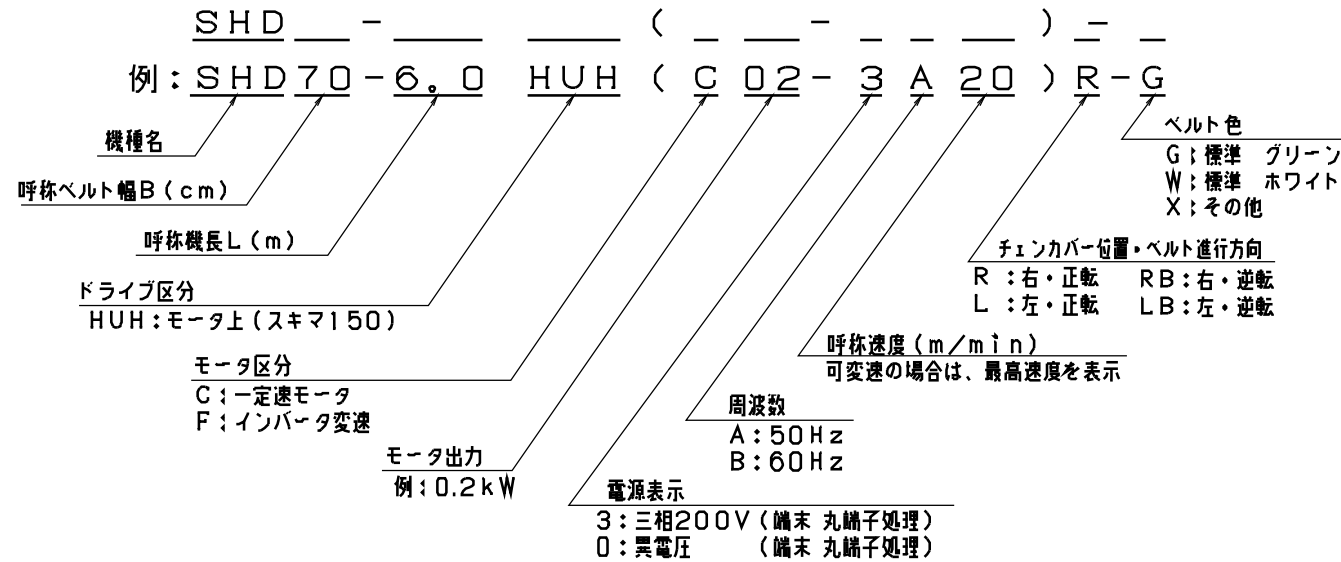 SHD ＿ - ＿ ＿ ( ＿ ＿ - ＿ ＿ ＿ ) ＿ - ＿
例：SHD70-6.0 HUH (C02-3A20) R-G
ベルト色
G：標準 グリーン
W：標準 ホワイト
X：その他
機種名
呼称ベルト幅B(cm)
呼称機長L(m)
チェンカバー位置・ベルト進行方向
R ：右・正転 RB：右・逆転
L ：左・正転 LB：左・逆転
ドライブ区分
HUH：モータ上(スキマ150)
呼称速度(m/min)
可変速の場合は、最高速度を表示
モータ区分
C：一定速モータ
F：インバータ変速
周波数
A：50Hz
B：60Hz
モータ出力
例：0.2kW
電源表示
3：三相200V(端末 丸端子処理)
0：異電圧 (端末 丸端子処理)